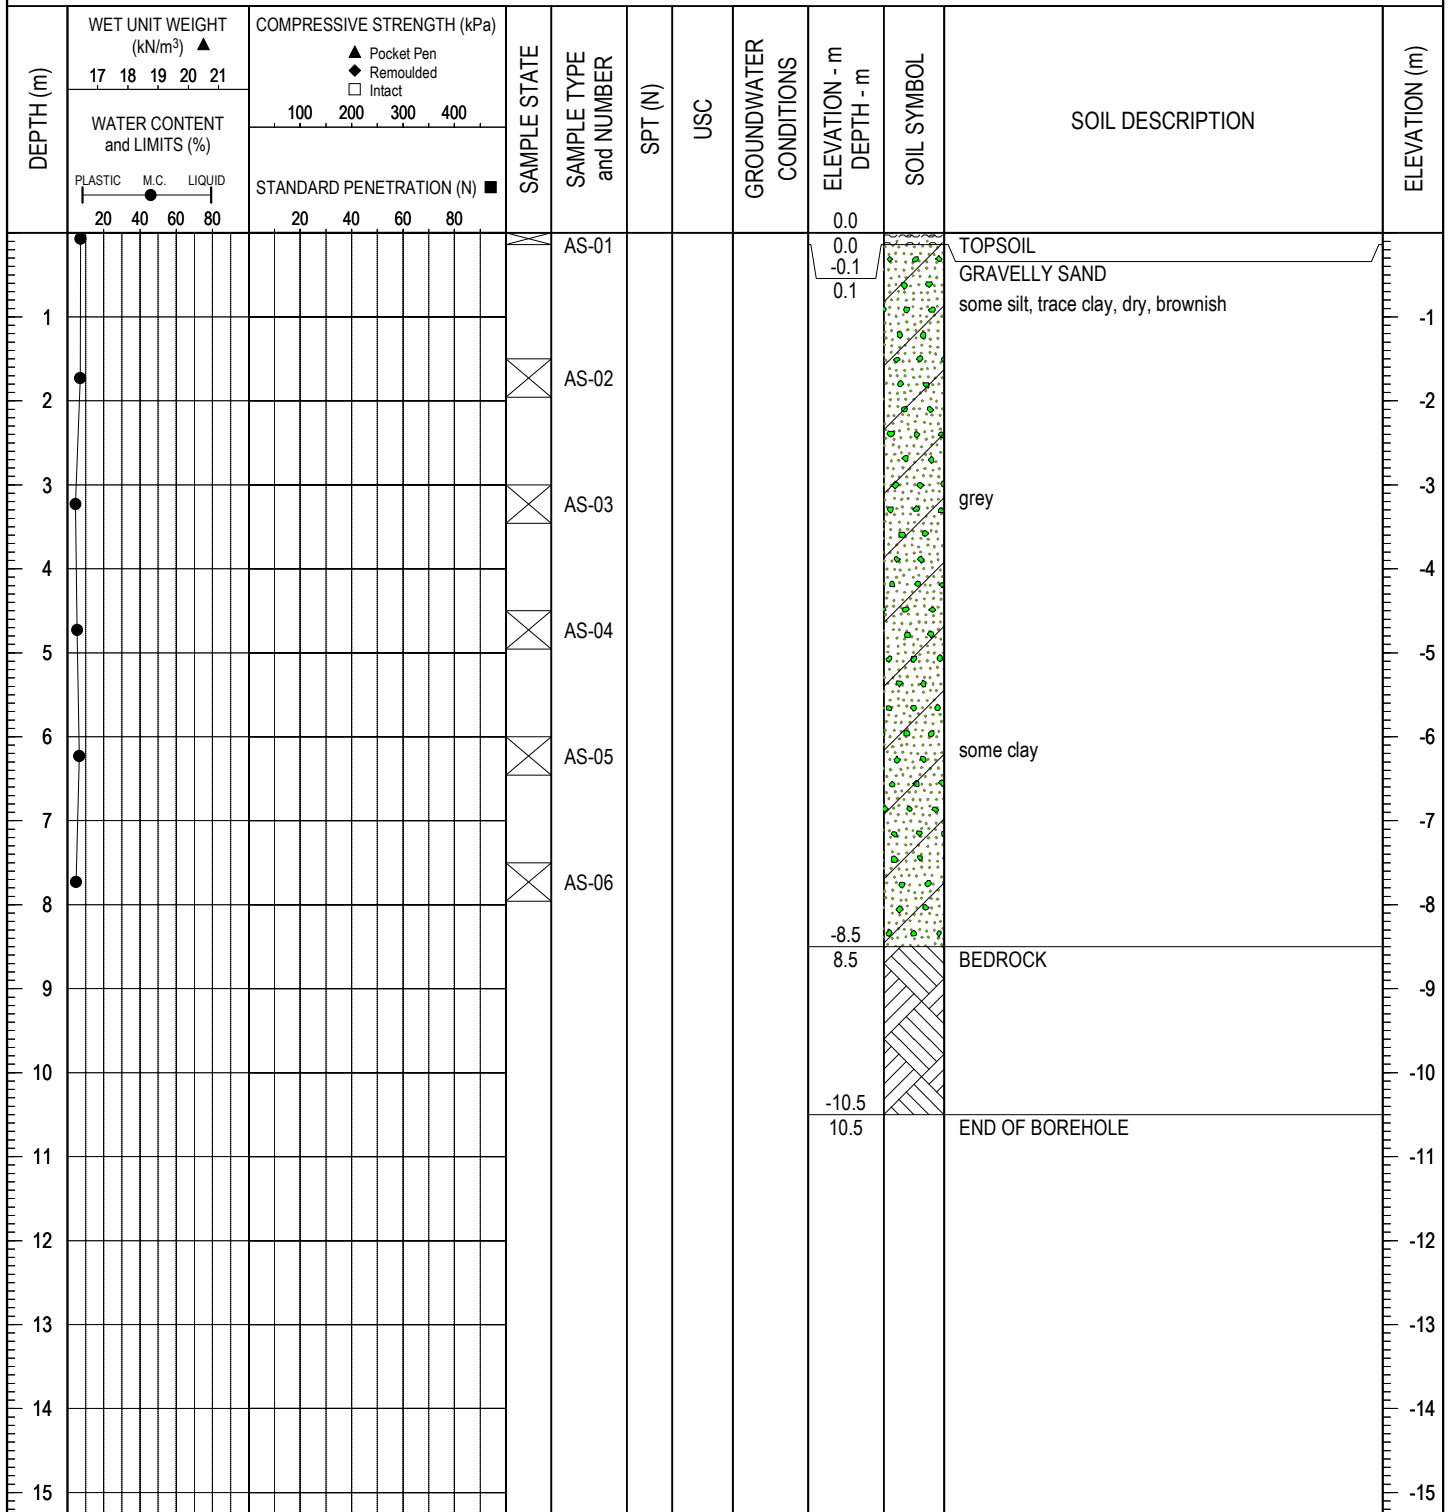 DEPTH (m)
WET UNIT WEIGHT
(kN/m³) ▲
17 18 19 20 21
WATER CONTENT
and LIMITS (%)
PLASTIC M.C. LIQUID
20 40 60 80
COMPRESSIVE STRENGTH (kPa)
▲ Pocket Pen
◆ Remoulded
□ Intact
100 200 300 400
STANDARD PENETRATION (N) ■
20 40 60 80
SAMPLE STATE
SAMPLE TYPE
and NUMBER
SPT (N)
USC
GROUNDWATER
CONDITIONS
ELEVATION - m
DEPTH - m
0.0
SOIL SYMBOL
SOIL DESCRIPTION
ELEVATION (m)
AS-01 0.0 TOPSOIL
-0.1 GRAVELLY SAND
0.1
some silt, trace clay, dry, brownish
1 -1
AS-02
2 -2
3 -3
AS-03 grey
4 -4
AS-04
5 -5
6 -6
AS-05 some clay
7 -7
AS-06
8 -8
-8.5
8.5 BEDROCK
9 -9
10 -10
-10.5
10.5 END OF BOREHOLE
11 -11
12 -12
13 -13
14 -14
15 -15